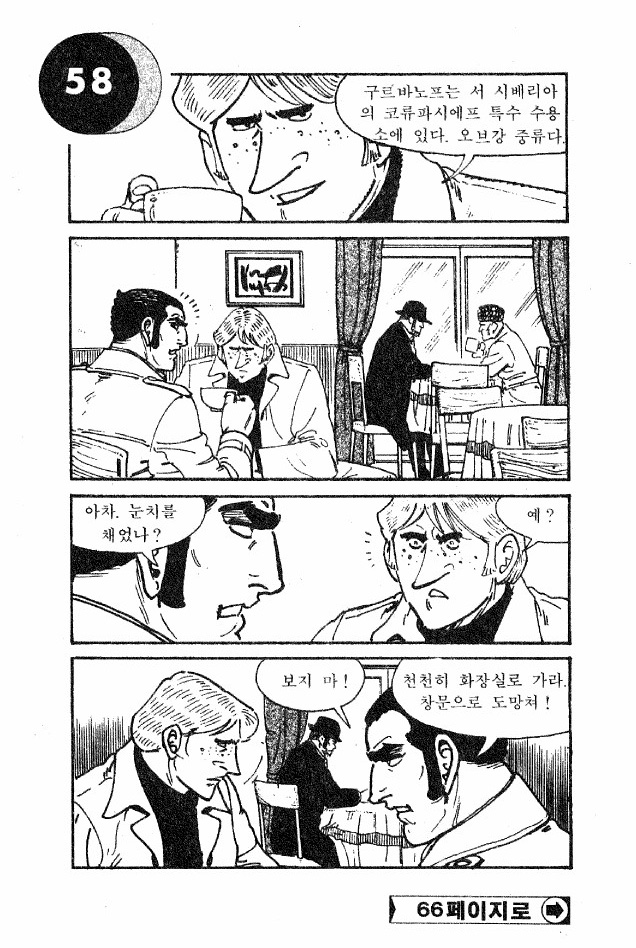 58
구르바노프는 서 시베리아
의 코류파시에프 특수 수용
소에 있다. 오브강 중류다.
아차. 눈치를
채었나?
예?
보지 마!
천천히 화장실로 가라.
창문으로 도망쳐!
66페이지로